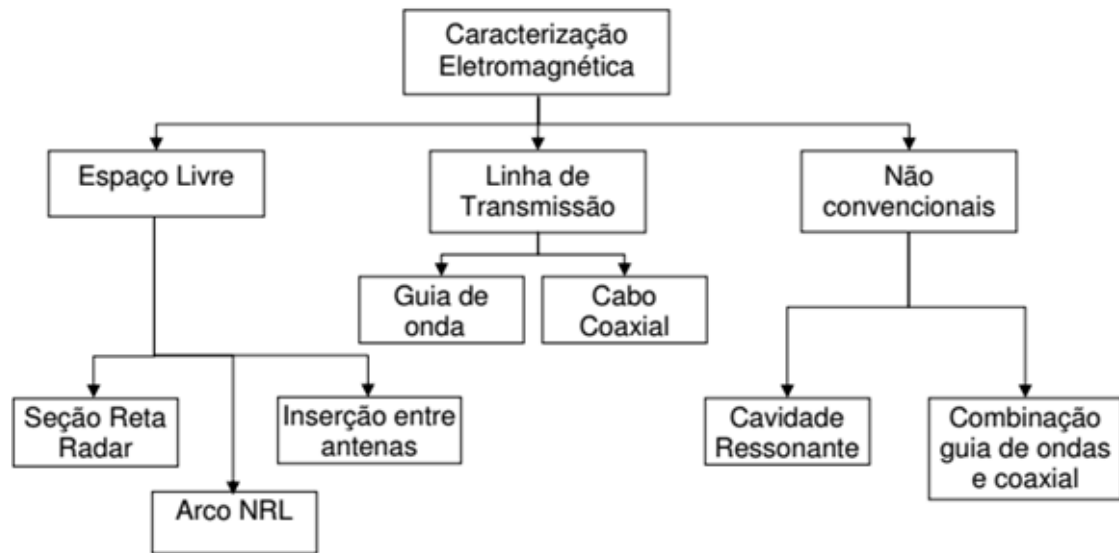 Caracterização
Eletromagnética
Espaço Livre
Linha de
Transmissão
Não
convencionais
Guia de
onda
Cabo
Coaxial
Seção Reta
Radar
Arco NRL
Inserção entre
antenas
Cavidade
Ressonante
Combinação
guia de ondas
e coaxial